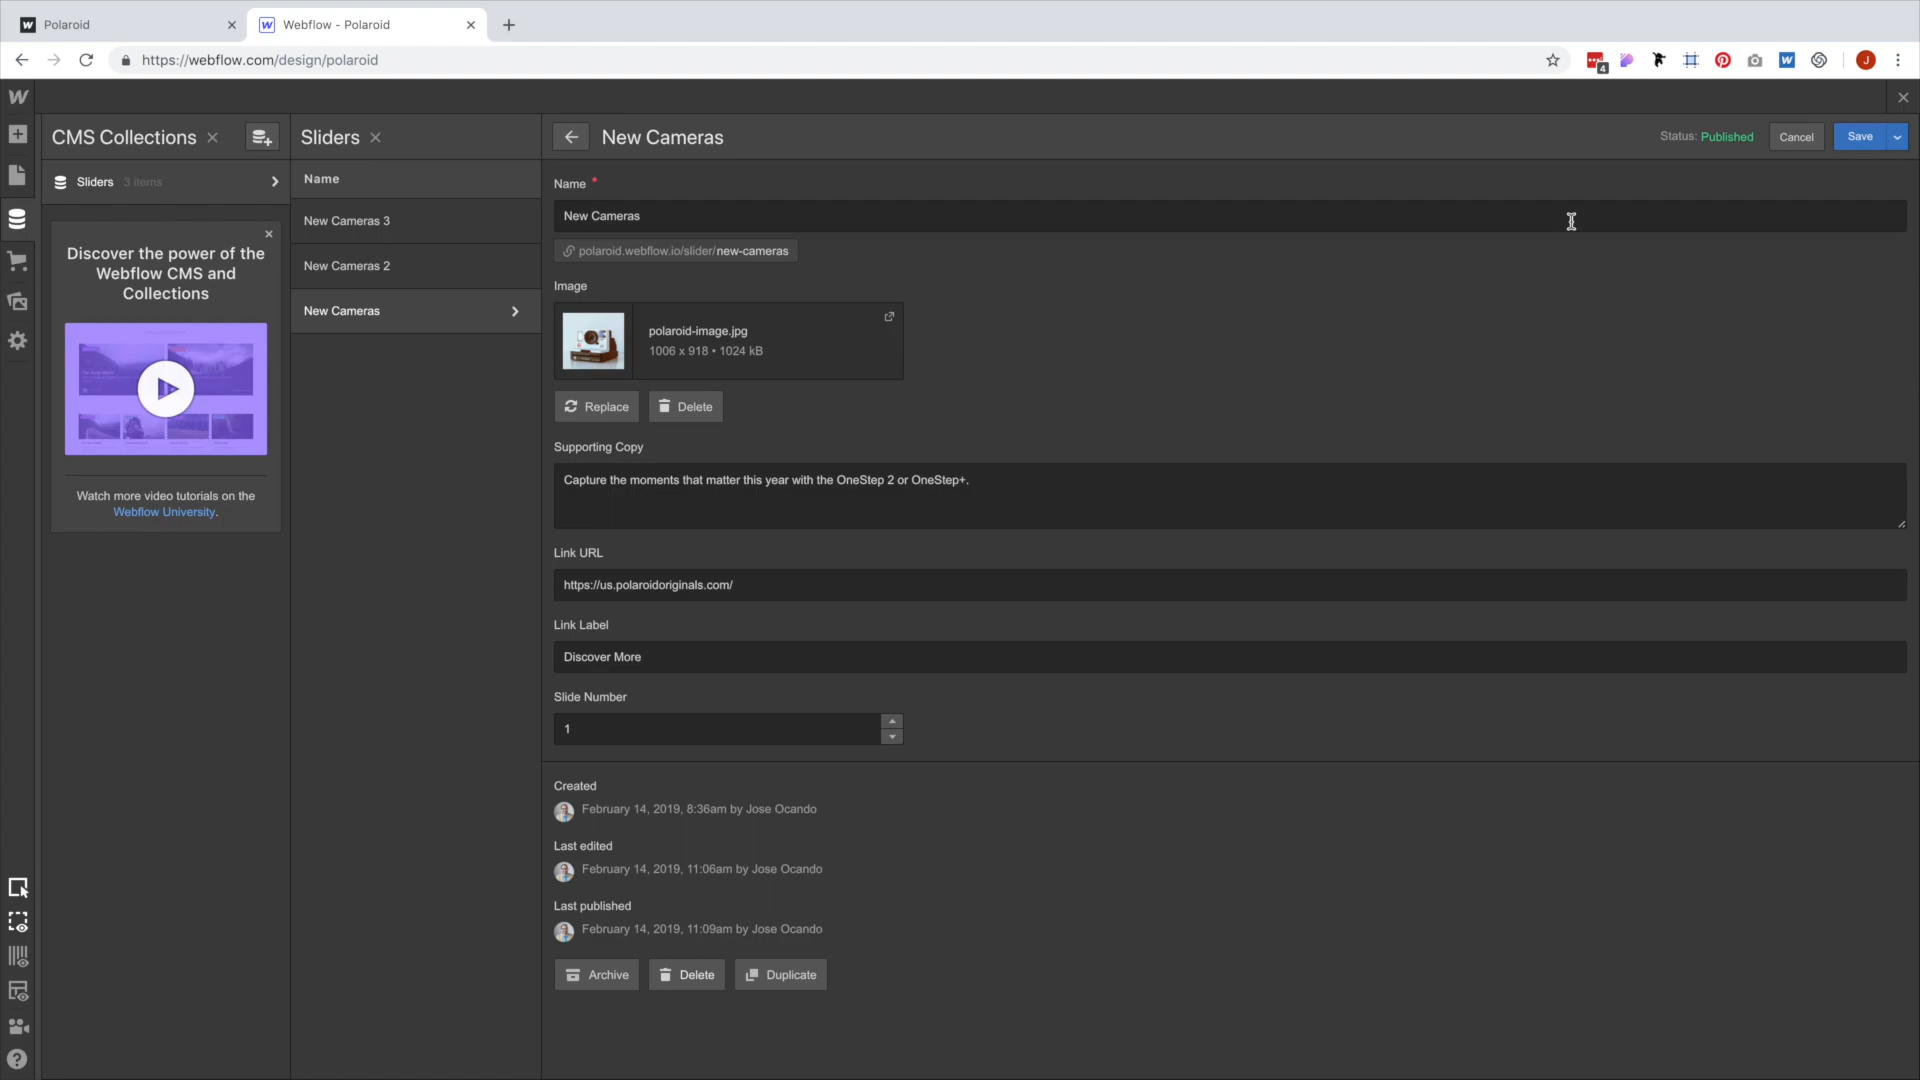 Polaroid
Webflow - Polaroid
https://webflow.com/design/polaroid
4
J
CMS Collections
Sliders
New Cameras
Status: Published
Cancel
Save
Sliders 3 items
Name
New Cameras 3
New Cameras 2
New Cameras
Discover the power of the
Webflow CMS and
Collections
Watch more video tutorials on the
Webflow University.
Name *
New Cameras
polaroid.webflow.io/slider/new-cameras
Image
polaroid-image.jpg
1006 x 918 • 1024 kB
Replace
Delete
Supporting Copy
Capture the moments that matter this year with the OneStep 2 or OneStep+.
Link URL
https://us.polaroidoriginals.com/
Link Label
Discover More
Slide Number
1
Created
February 14, 2019, 8:36am by Jose Ocando
Last edited
February 14, 2019, 11:06am by Jose Ocando
Last published
February 14, 2019, 11:09am by Jose Ocando
Archive
Delete
Duplicate